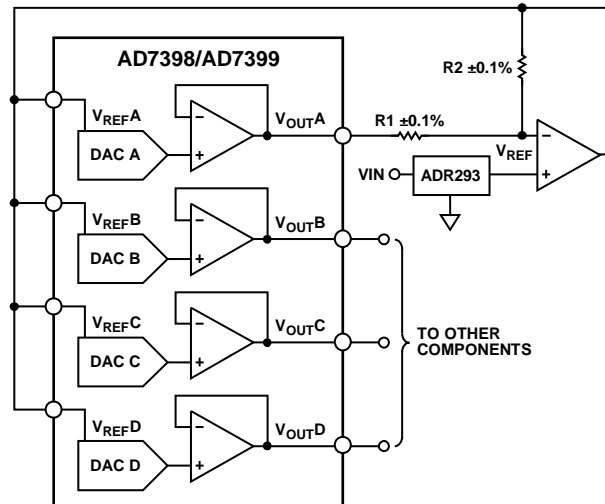 AD7398/AD7399
R2 ±0.1%
R1 ±0.1%
VREFA
DAC A
VOUTA
−
+
VREF
−
+
VIN
ADR293
VREFB
DAC B
VOUTB
−
+
VREFC
DAC C
VOUTC
−
+
TO OTHER
COMPONENTS
VREFD
DAC D
VOUTD
−
+